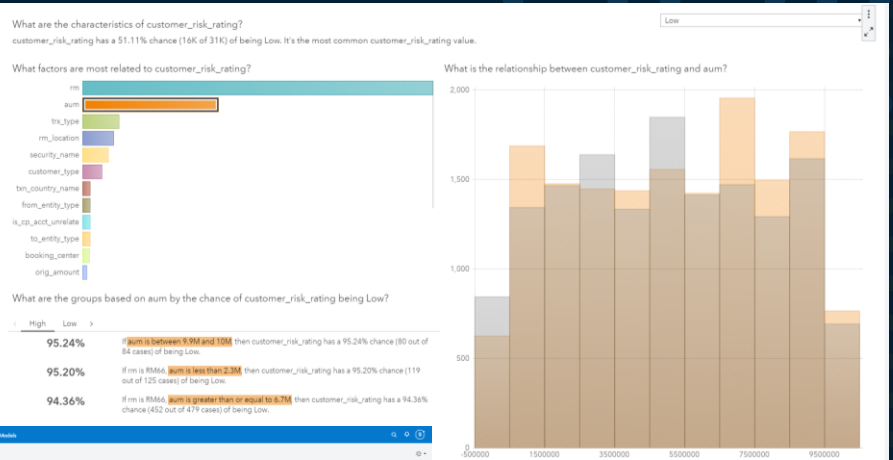 What are the characteristics of customer_risk_rating?
Low
customer_risk_rating has a 51.11% chance (16K of 31K) of being Low. It's the most common customer_risk_rating value.
What factors are most related to customer_risk_rating?
rm
aum
trx_type
rm_location
security_name
customer_type
txn_country_name
from_entity_type
is_cp_acct_unrelate
to_entity_type
booking_center
orig_amount
What is the relationship between customer_risk_rating and aum?
2,000
1,500
1,000
500
0
-500000
1500000
3500000
5500000
7500000
9500000
What are the groups based on aum by the chance of customer_risk_rating being Low?
High Low
95.24%
If aum is between 9.9M and 10M, then customer_risk_rating has a 95.24% chance (80 out of
84 cases) of being Low.
95.20%
If rm is RM66, aum is less than 2.3M, then customer_risk_rating has a 95.20% chance (119
out of 125 cases) of being Low.
94.36%
If rm is RM66, aum is greater than or equal to 6.7M, then customer_risk_rating has a 94.36%
chance (452 out of 479 cases) of being Low.
Models